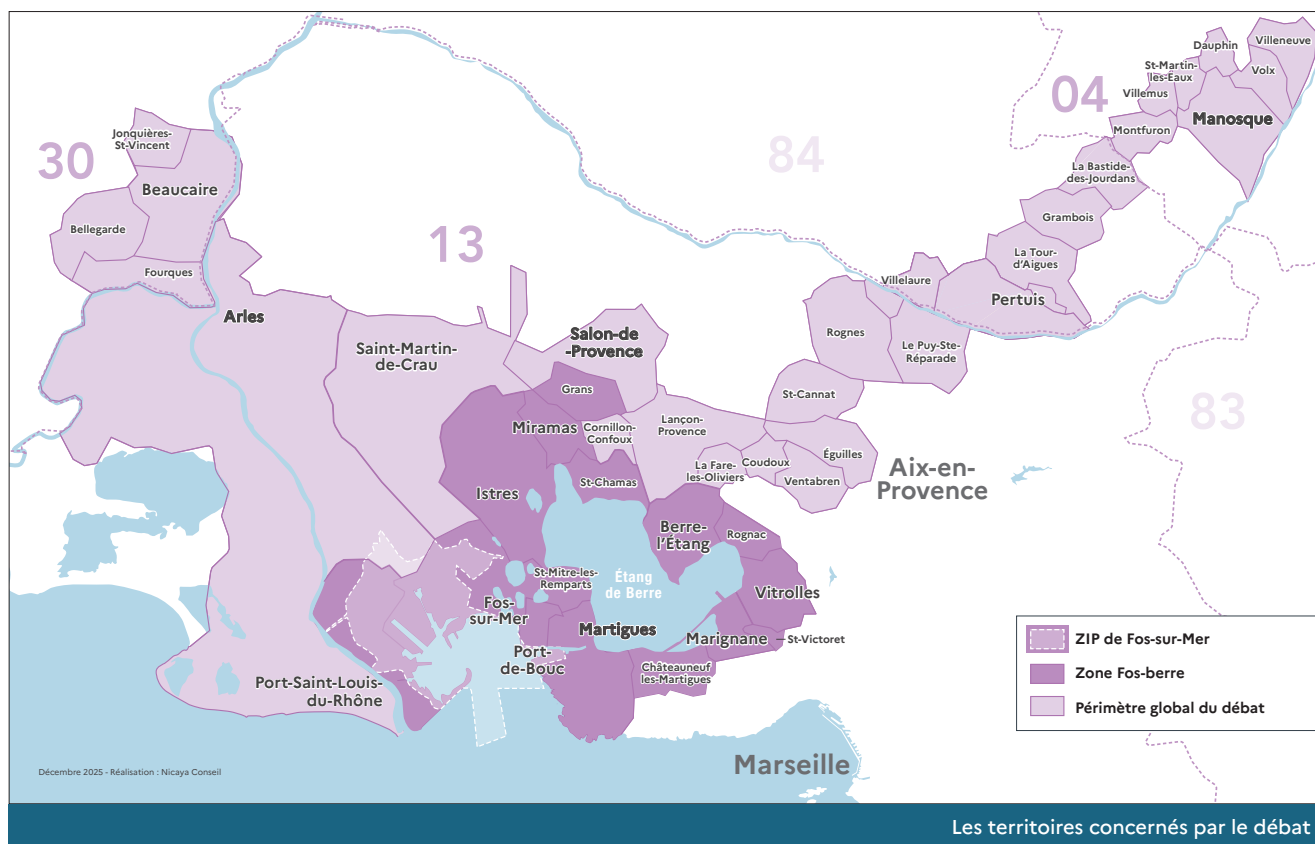 30
Jonquières-
St-Vincent
Beaucaire
Bellegarde
Fourques
13
84
04
83
Dauphin
Villeneuve
St-Martin-
les-Eaux
Volx
Villemus
Manosque
Montfuron
La Bastide-
des-Jourdans
Grambois
La Tour-
d'Aigues
Villelaure
Pertuis
Rognes
Le Puy-Ste-
Réparade
Arles
Saint-Martin-
de-Crau
Salon-de
-Provence
Grans
St-Cannat
Miramas
Cornillon-
Confoux
Lançon-
Provence
Éguilles
La Fare-
les-Oliviers
Coudoux
Ventabren
Aix-en-
Provence
Istres
St-Chamas
Berre-
l'Étang
Rognac
St-Mitre-les-
Remparts
Étang
de Berre
Vitrolles
Fos-
sur-Mer
Martigues
Marignane
St-Victoret
Port-
de-Bouc
Châteauneuf
les-Martigues
Port-Saint-Louis-
du-Rhône
Marseille
ZIP de Fos-sur-Mer
Zone Fos-berre
Périmètre global du débat
Décembre 2025 - Réalisation : Nicaya Conseil
Les territoires concernés par le débat